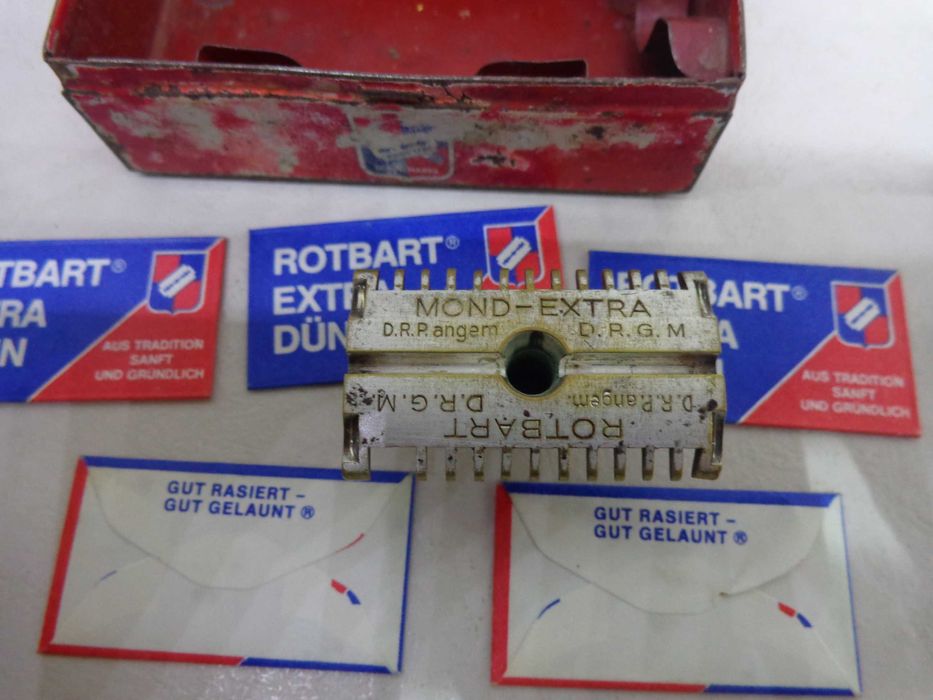 TBART®
RA
N
AUS TRADITION
SANFT
UND GRÜNDLICH
ROTBART®
EXTR
DÜN
BART®
A
AUS TRADITION
SANFT
UND GRÜNDLICH
MOND-EXTRA
D.R.P. angem. D.R.G.M
D.R.P. angem. D.R.G.M.
ROTBART
GUT RASIERT –
GUT GELAUNT ®
GUT RASIERT –
GUT GELAUNT ®